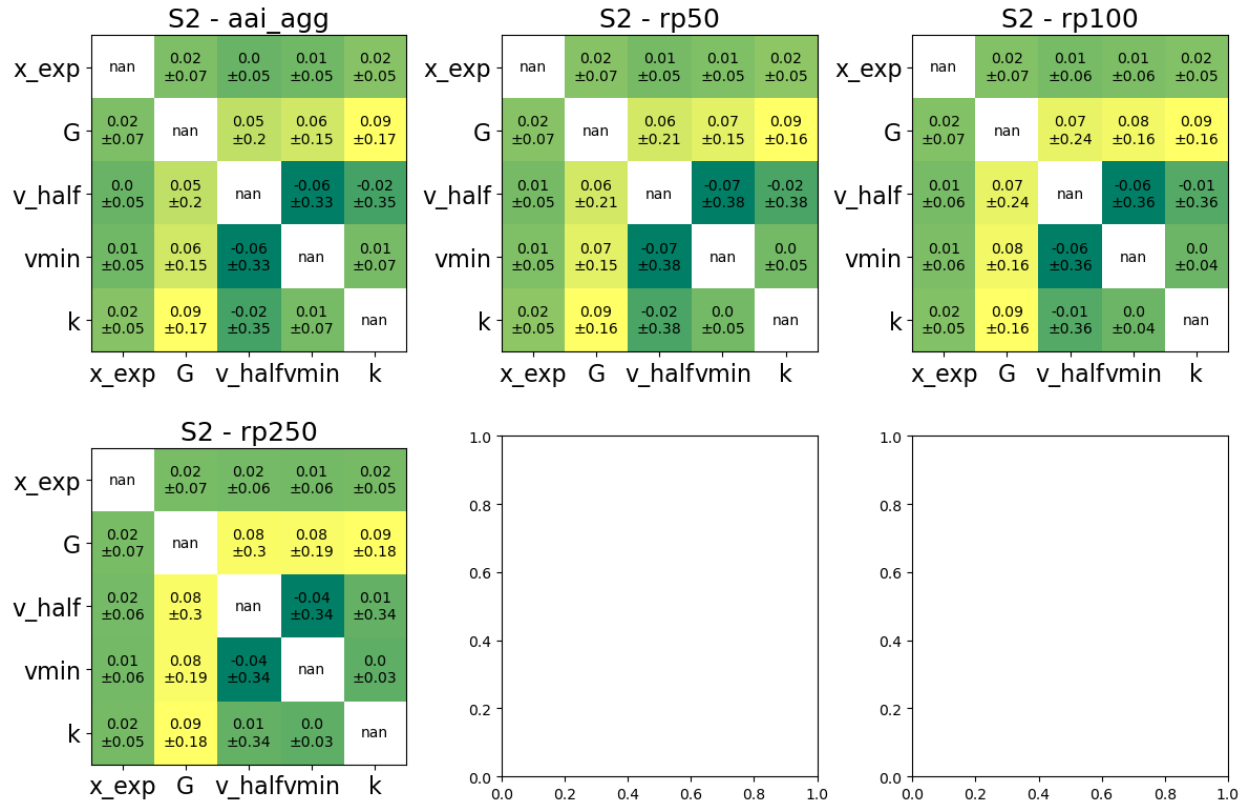 S2 - aai_agg
x_exp nan 0.02 ±0.07 0.0 ±0.05 0.01 ±0.05 0.02 ±0.05
G 0.02 ±0.07 nan 0.05 ±0.2 0.06 ±0.15 0.09 ±0.17
v_half 0.0 ±0.05 0.05 ±0.2 nan -0.06 ±0.33 -0.02 ±0.35
vmin 0.01 ±0.05 0.06 ±0.15 -0.06 ±0.33 nan 0.01 ±0.07
k 0.02 ±0.05 0.09 ±0.17 -0.02 ±0.35 0.01 ±0.07 nan
x_exp G v_half vmin k
S2 - rp50
x_exp nan 0.02 ±0.07 0.01 ±0.05 0.01 ±0.05 0.02 ±0.05
G 0.02 ±0.07 nan 0.06 ±0.21 0.07 ±0.15 0.09 ±0.16
v_half 0.01 ±0.05 0.06 ±0.21 nan -0.07 ±0.38 -0.02 ±0.38
vmin 0.01 ±0.05 0.07 ±0.15 -0.07 ±0.38 nan 0.0 ±0.05
k 0.02 ±0.05 0.09 ±0.16 -0.02 ±0.38 0.0 ±0.05 nan
x_exp G v_half vmin k
S2 - rp100
x_exp nan 0.02 ±0.07 0.01 ±0.06 0.01 ±0.06 0.02 ±0.05
G 0.02 ±0.07 nan 0.07 ±0.24 0.08 ±0.16 0.09 ±0.16
v_half 0.01 ±0.06 0.07 ±0.24 nan -0.06 ±0.36 -0.01 ±0.36
vmin 0.01 ±0.06 0.08 ±0.16 -0.06 ±0.36 nan 0.0 ±0.04
k 0.02 ±0.05 0.09 ±0.16 -0.01 ±0.36 0.0 ±0.04 nan
x_exp G v_half vmin k
S2 - rp250
x_exp nan 0.02 ±0.07 0.02 ±0.06 0.01 ±0.06 0.02 ±0.05
G 0.02 ±0.07 nan 0.08 ±0.3 0.08 ±0.19 0.09 ±0.18
v_half 0.02 ±0.06 0.08 ±0.3 nan -0.04 ±0.34 0.01 ±0.34
vmin 0.01 ±0.06 0.08 ±0.19 -0.04 ±0.34 nan 0.0 ±0.03
k 0.02 ±0.05 0.09 ±0.18 0.01 ±0.34 0.0 ±0.03 nan
x_exp G v_half vmin k
1.0
0.8
0.6
0.4
0.2
0.0
0.0 0.2 0.4 0.6 0.8 1.0
1.0
0.8
0.6
0.4
0.2
0.0
0.0 0.2 0.4 0.6 0.8 1.0